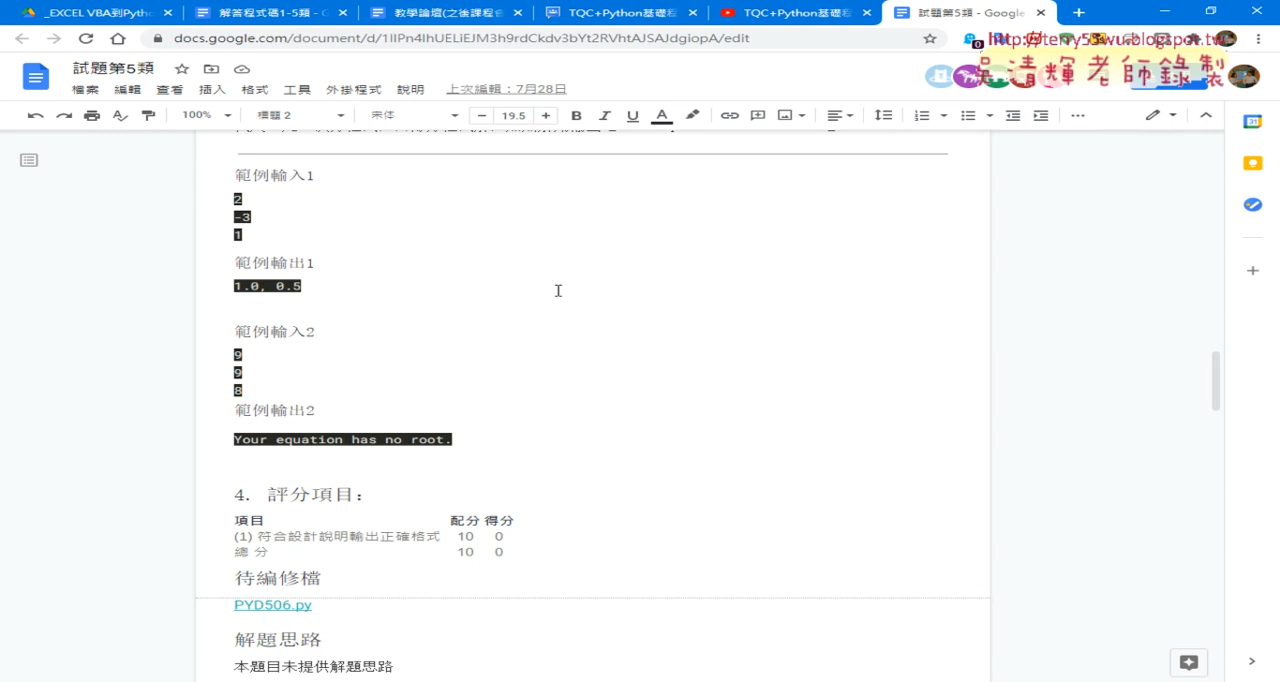 _EXCEL VBA到Pytho
解答程式碼1-5類 - G
教學論壇(之後課程合
TQC+Python基礎程
TQC+Python基礎程
試題第5類 - Google
docs.google.com/document/d/1lIPn4IhUELiEJM3h9rdCkdv3bYt2RVhtAJSAJdgiopA/edit
http://terry55wu.blogspot.tw
吳清輝老師錄製
試題第5類
檔案 編輯 查看 插入 格式 工具 外掛程式 說明 上次編輯：7月28日
100% 標題 2 宋体 19.5 B I U A
範例輸入1
2
-3
1
範例輸出1
1.0, 0.5
範例輸入2
9
9
8
範例輸出2
Your equation has no root.
4. 評分項目：
項目 配分 得分
(1) 符合設計說明輸出正確格式 10 0
總 分 10 0
待編修檔
PYD506.py
解題思路
本題目未提供解題思路